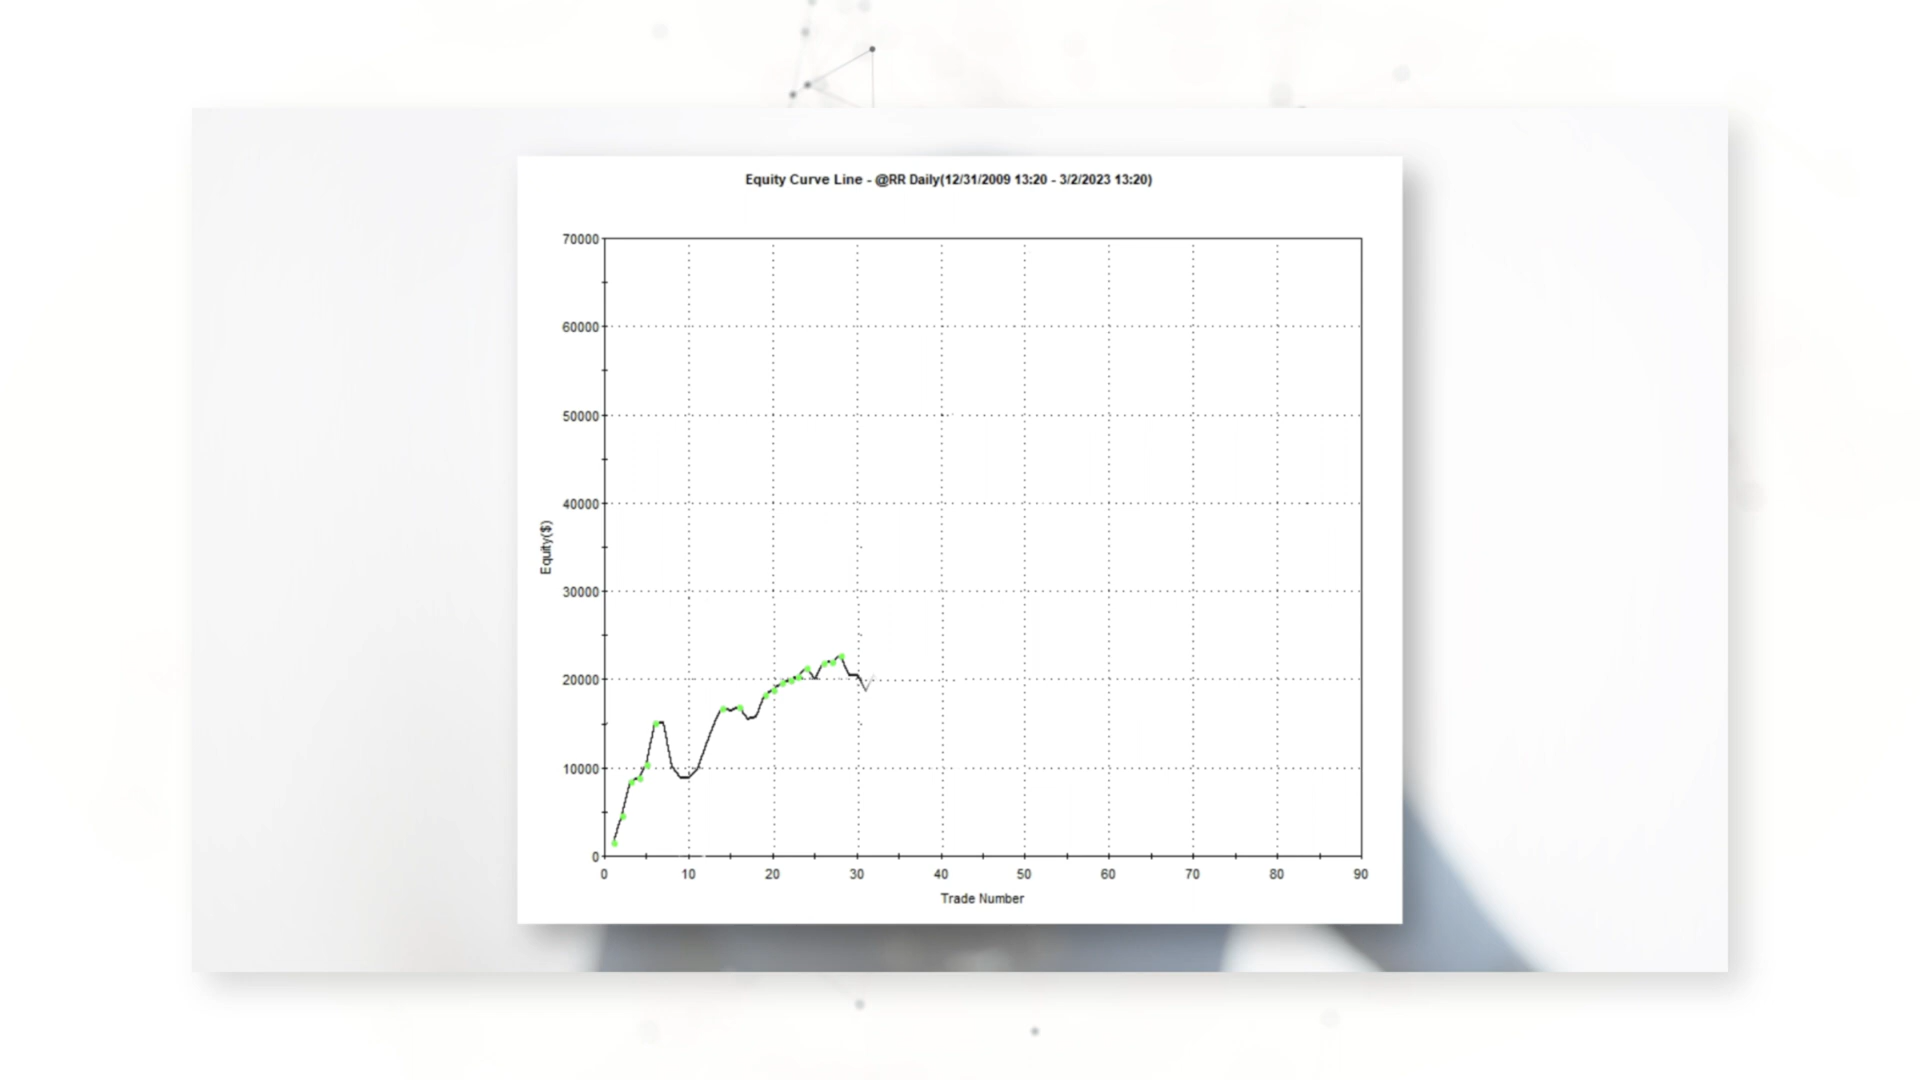 Equity Curve Line - @RR Daily(12/31/2009 13:20 - 3/2/2023 13:20)
70000
60000
50000
40000
30000
20000
10000
0
Equity($)
0 10 20 30 40 50 60 70 80 90
Trade Number